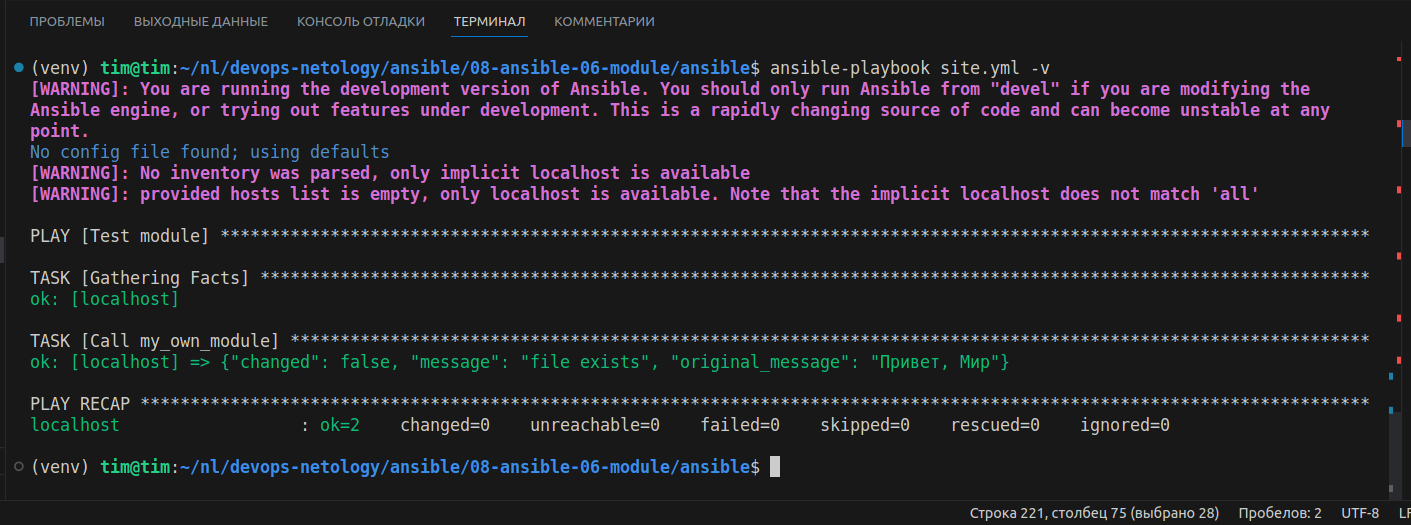 ПРОБЛЕМЫ ВЫХОДНЫЕ ДАННЫЕ КОНСОЛЬ ОТЛАДКИ ТЕРМИНАЛ КОММЕНТАРИИ
(venv) tim@tim:~/nl/devops-netology/ansible/08-ansible-06-module/ansible$ ansible-playbook site.yml -v
[WARNING]: You are running the development version of Ansible. You should only run Ansible from "devel" if you are modifying the
Ansible engine, or trying out features under development. This is a rapidly changing source of code and can become unstable at any
point.
No config file found; using defaults
[WARNING]: No inventory was parsed, only implicit localhost is available
[WARNING]: provided hosts list is empty, only localhost is available. Note that the implicit localhost does not match 'all'
PLAY [Test module] *******************************************************************************************************************
TASK [Gathering Facts] ***************************************************************************************************************
ok: [localhost]
TASK [Call my_own_module] ************************************************************************************************************
ok: [localhost] => {"changed": false, "message": "file exists", "original_message": "Привет, Мир"}
PLAY RECAP ***************************************************************************************************************************
localhost                  : ok=2    changed=0    unreachable=0    failed=0    skipped=0    rescued=0    ignored=0
(venv) tim@tim:~/nl/devops-netology/ansible/08-ansible-06-module/ansible$
Строка 221, столбец 75 (выбрано 28) Пробелов: 2 UTF-8 LF